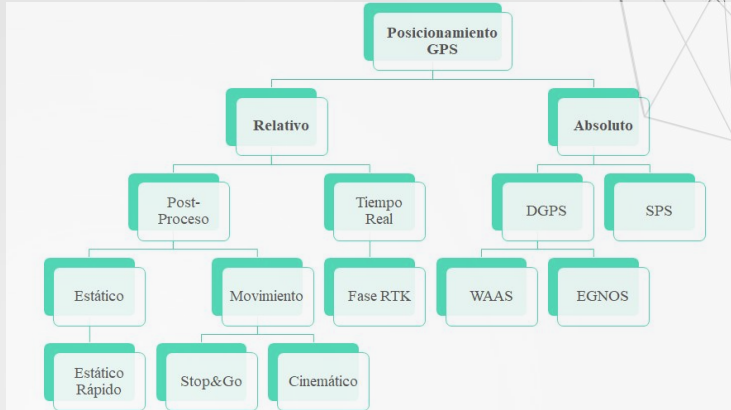 Posicionamiento
GPS
Relativo
Absoluto
Post-
Proceso
Tiempo
Real
DGPS
SPS
Estático
Movimiento
Fase RTK
WAAS
EGNOS
Estático
Rápido
Stop&Go
Cinemático